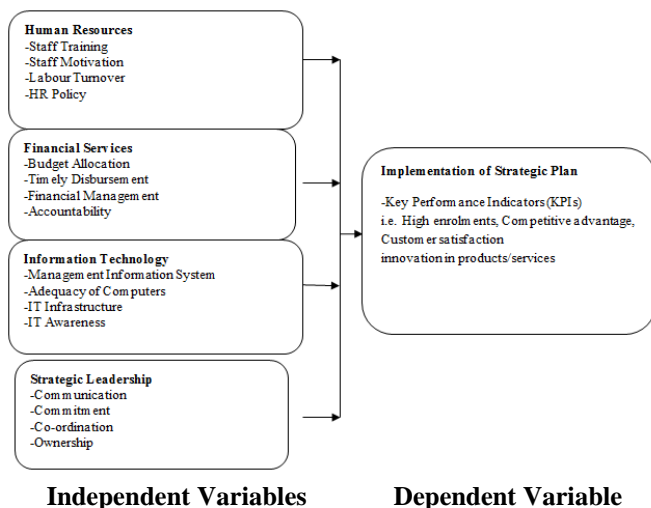 Human Resources
-Staff Training
-Staff Motivation
-Labour Turnover
-HR Policy
Financial Services
-Budget Allocation
-Timely Disbursement
-Financial Management
-Accountability
Information Technology
-Management Information System
-Adequacy of Computers
-IT Infrastructure
-IT Awareness
Strategic Leadership
-Communication
-Commitment
-Co-ordination
-Ownership
Implementation of Strategic Plan
-Key Performance Indicators (KPIs)
i.e. High enrolments, Competitive advantage,
Customer satisfaction
innovation in products/services
Independent Variables
Dependent Variable